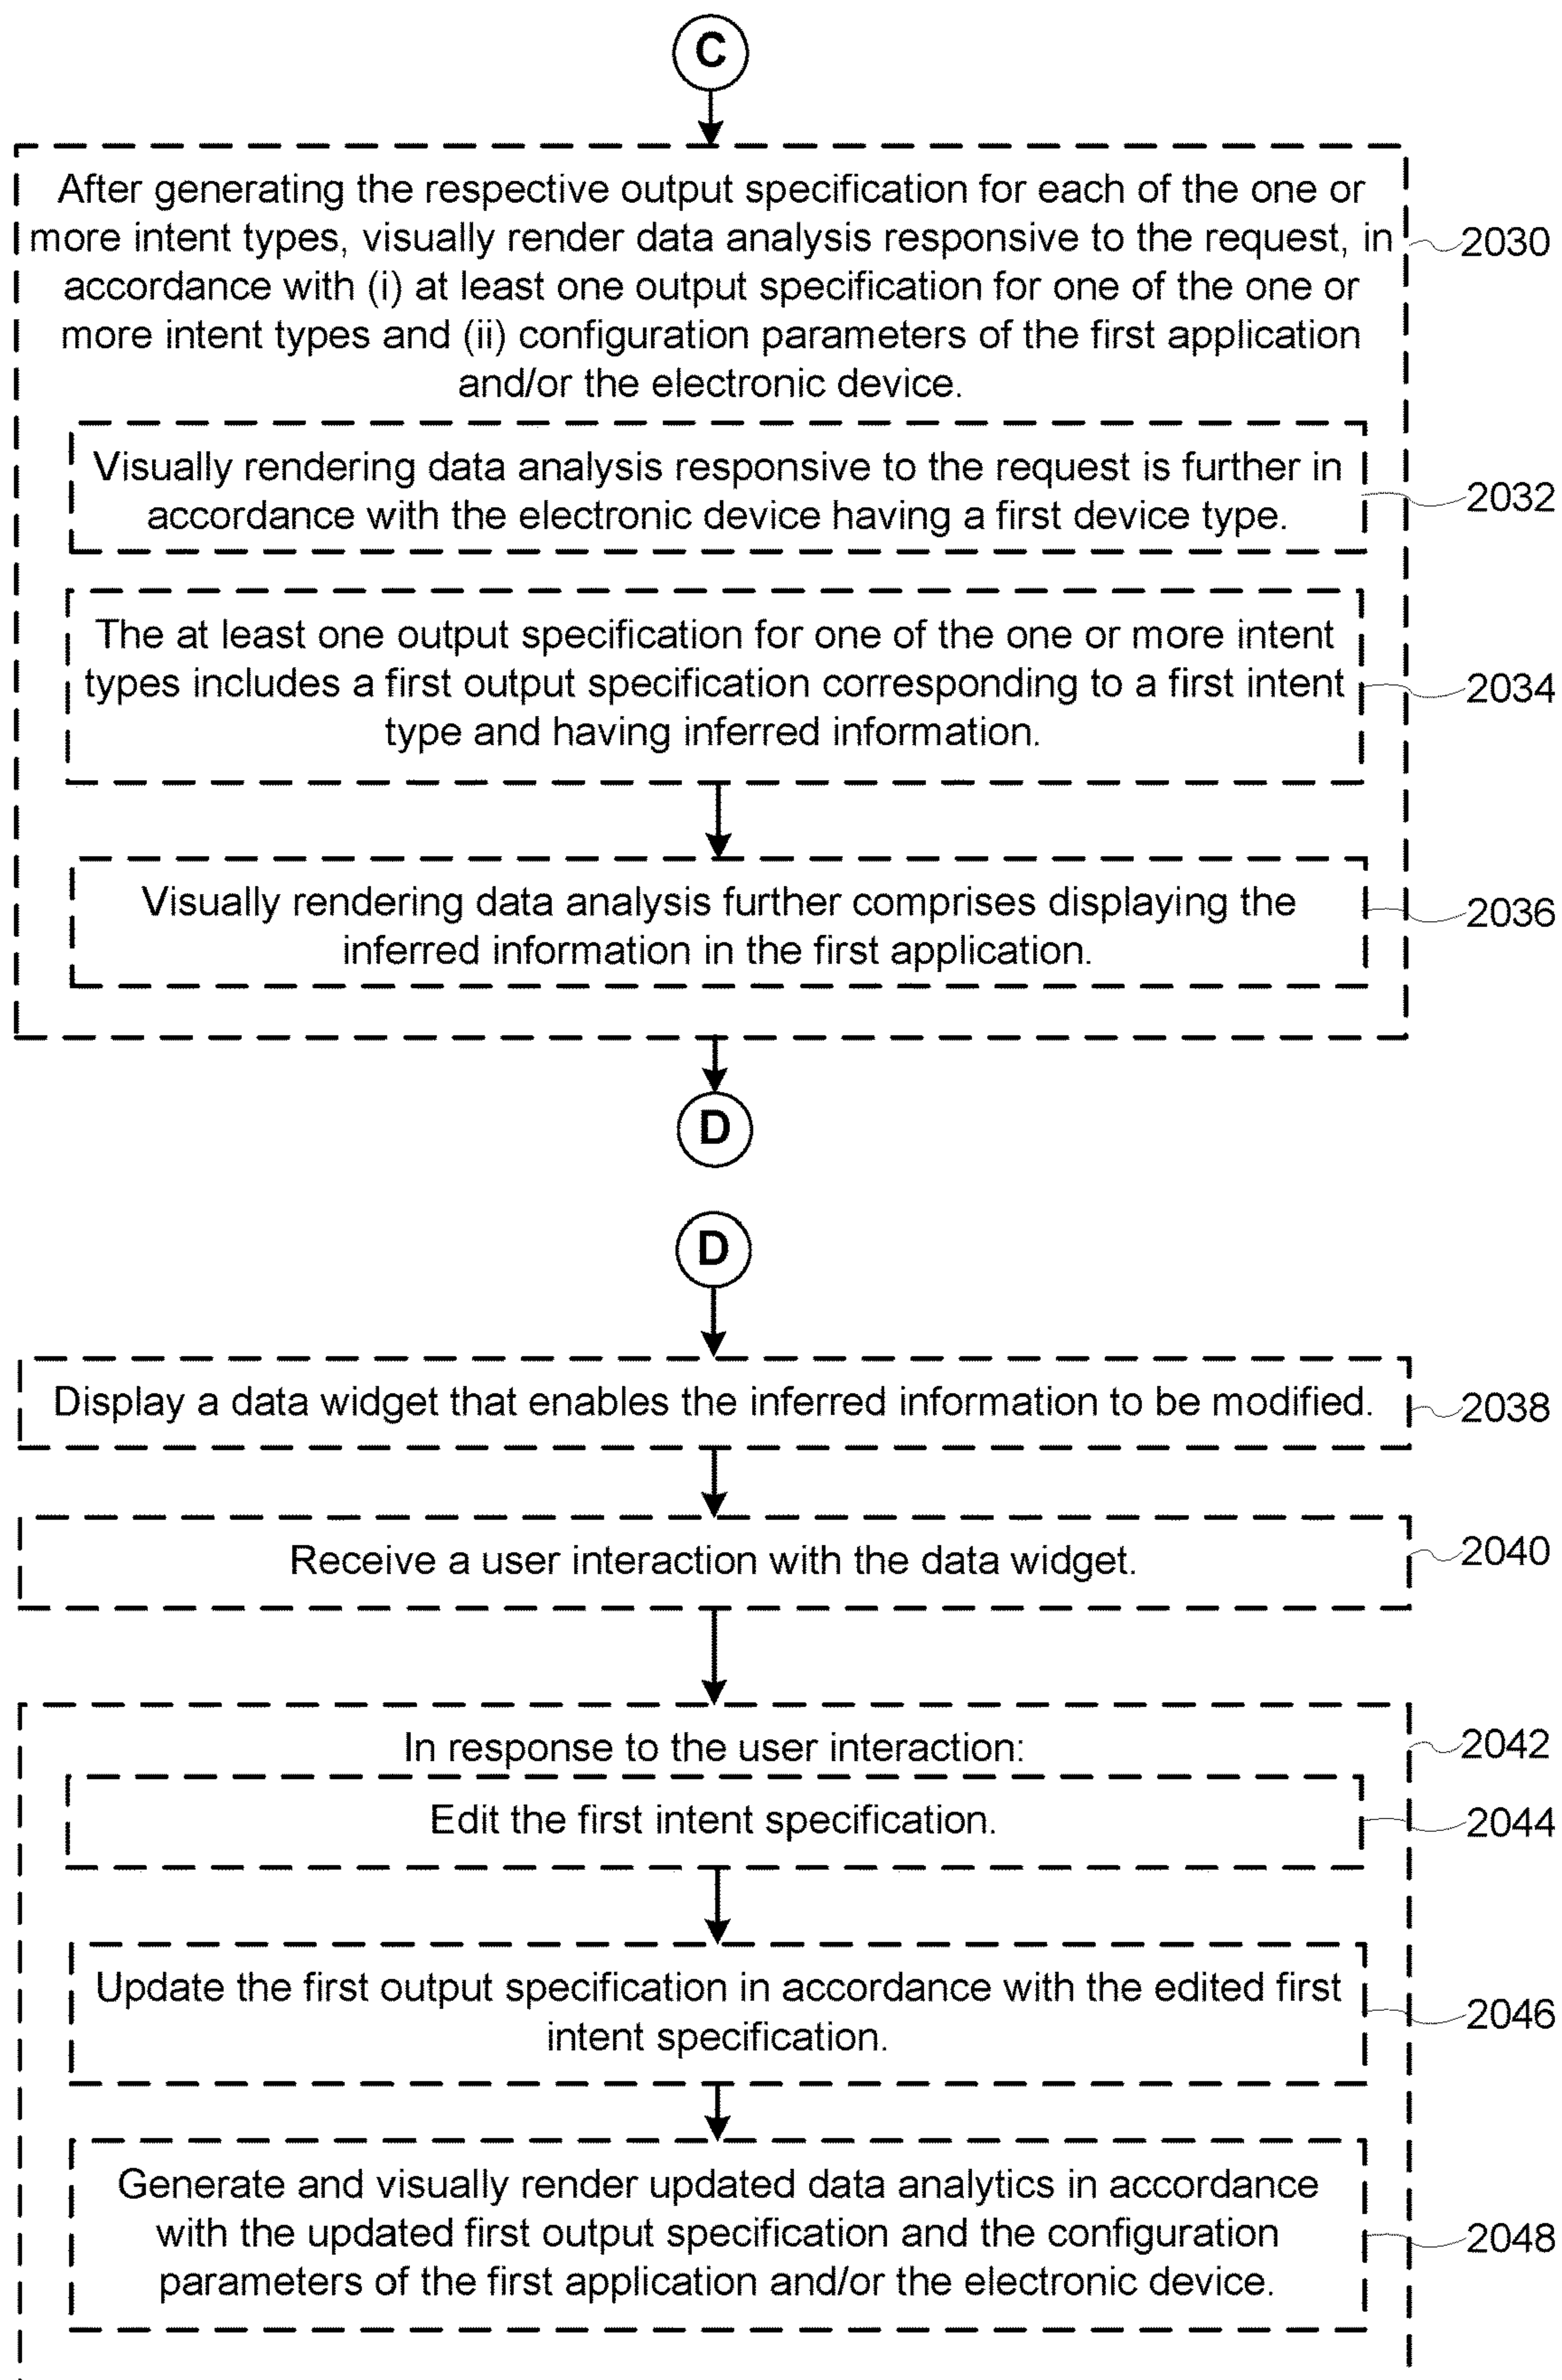 C
After generating the respective output specification for each of the one or
more intent types, visually render data analysis responsive to the request, in
accordance with (i) at least one output specification for one of the one or
more intent types and (ii) configuration parameters of the first application
and/or the electronic device.
2030
Visually rendering data analysis responsive to the request is further in
accordance with the electronic device having a first device type.
2032
The at least one output specification for one of the one or more intent
types includes a first output specification corresponding to a first intent
type and having inferred information.
2034
Visually rendering data analysis further comprises displaying the
inferred information in the first application.
2036
D
D
Display a data widget that enables the inferred information to be modified.
2038
Receive a user interaction with the data widget.
2040
In response to the user interaction:
2042
Edit the first intent specification.
2044
Update the first output specification in accordance with the edited first
intent specification.
2046
Generate and visually render updated data analytics in accordance
with the updated first output specification and the configuration
parameters of the first application and/or the electronic device.
2048